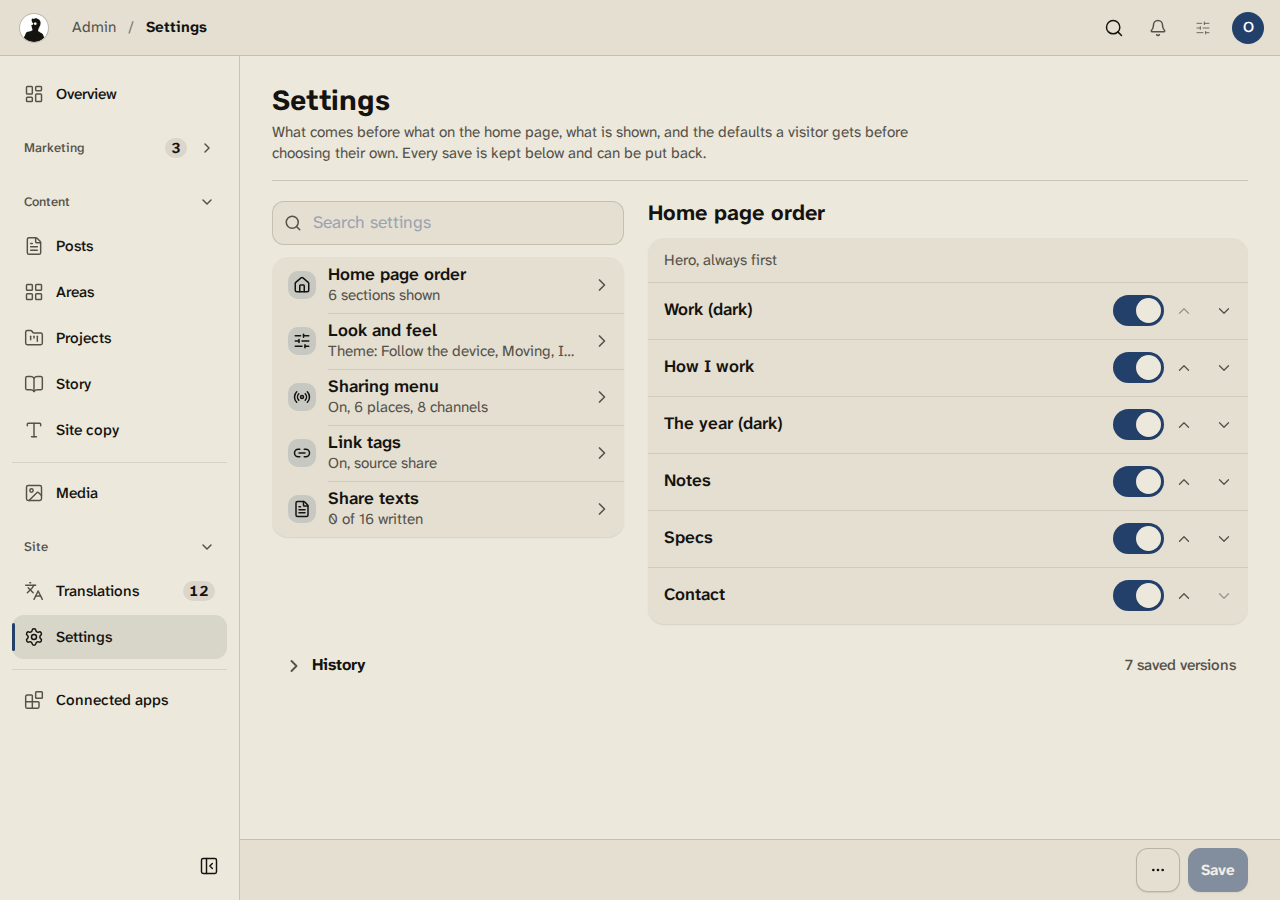 Admin / Settings
O
Overview
Marketing 3
Content
Posts
Areas
Projects
Story
Site copy
Media
Site
Translations 12
Settings
Connected apps
Settings
What comes before what on the home page, what is shown, and the defaults a visitor gets before
choosing their own. Every save is kept below and can be put back.
Search settings
Home page order
6 sections shown
Look and feel
Theme: Follow the device, Moving, I...
Sharing menu
On, 6 places, 8 channels
Link tags
On, source share
Share texts
0 of 16 written
Home page order
Hero, always first
Work (dark)
How I work
The year (dark)
Notes
Specs
Contact
History
7 saved versions
Save